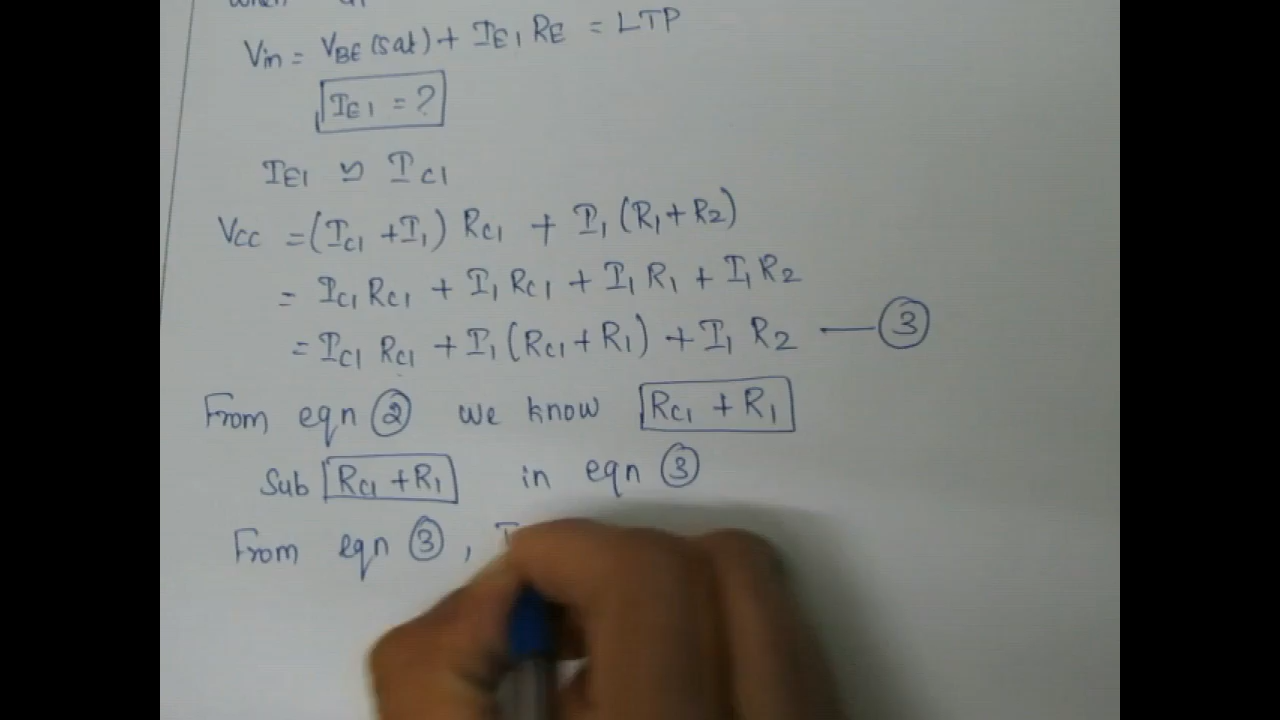 when
Vin = VBE (sat) + IE1 RE = LTP
IE1 = ?
IE1 ≃ IC1
VCC = (IC1 + I1) RC1 + I1 (R1 + R2)
= IC1 RC1 + I1 RC1 + I1 R1 + I1 R2
= IC1 RC1 + I1 (RC1 + R1) + I1 R2 — 3
From eqn 2 we know RC1 + R1
Sub RC1 + R1 in eqn 3
From eqn 3 , I